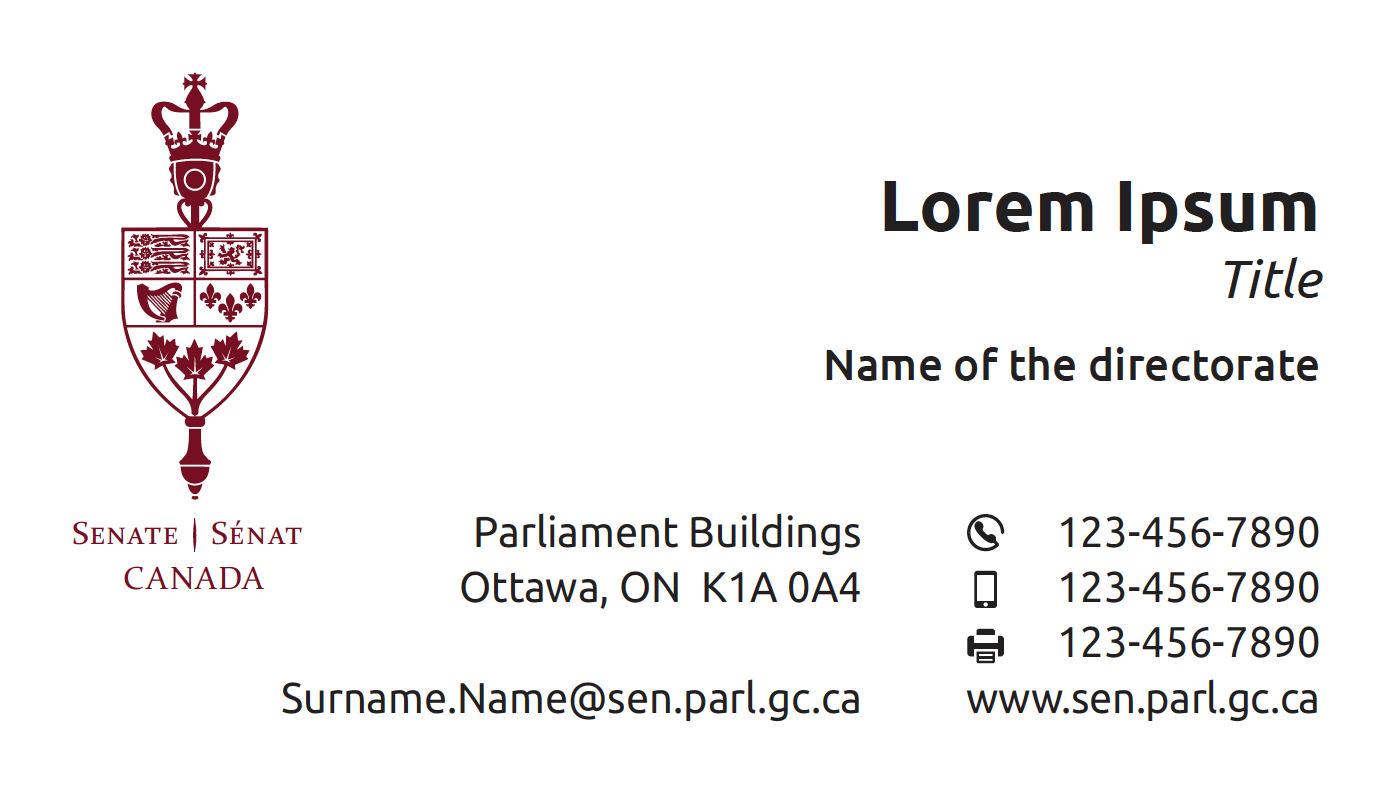 Lorem Ipsum
Title
Name of the directorate
SENATE | SÉNAT
CANADA
Parliament Buildings
Ottawa, ON  K1A 0A4
Surname.Name@sen.parl.gc.ca
123-456-7890
123-456-7890
123-456-7890
www.sen.parl.gc.ca